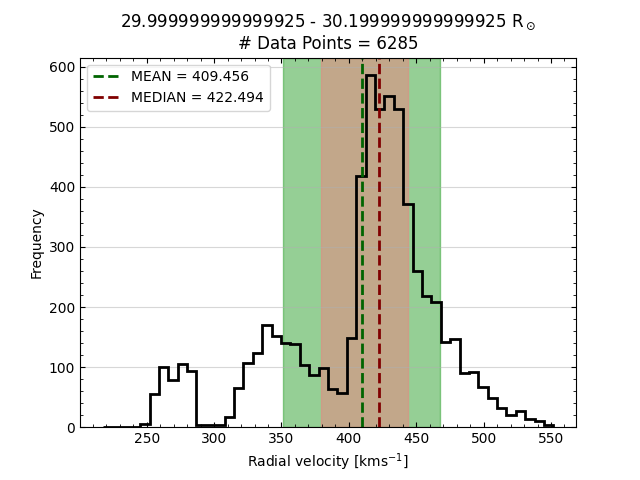 29.999999999999925 - 30.199999999999925 R⊙
# Data Points = 6285
MEAN = 409.456
MEDIAN = 422.494
600
500
400
300
200
100
0
Frequency
250 300 350 400 450 500 550
Radial velocity [kms⁻¹]